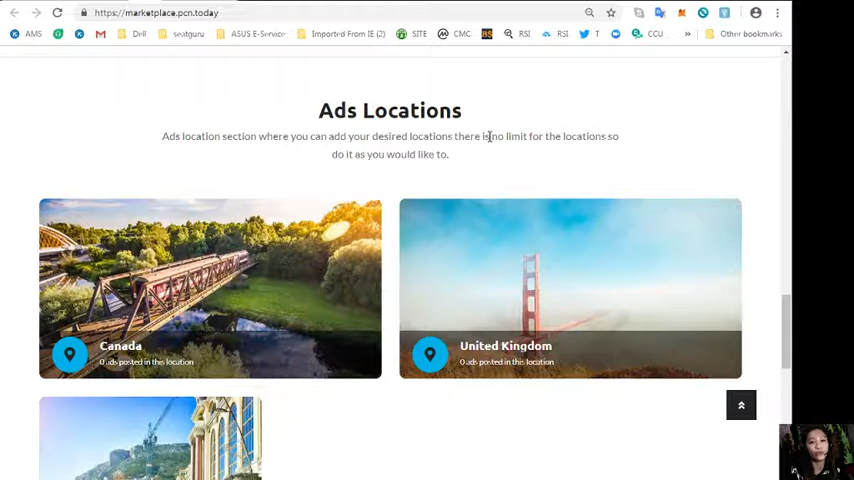 https://marketplace.pcn.today
AMS
Dell
seatguru
ASUS E-Service
Imported From IE (2)
SITE
CMC
RSI
RSI
T
CCU
»
Other bookmarks
Ads Locations
Ads location section where you can add your desired locations there is no limit for the locations so
do it as you would like to.
Canada
0 ads posted in this location
United Kingdom
0 ads posted in this location